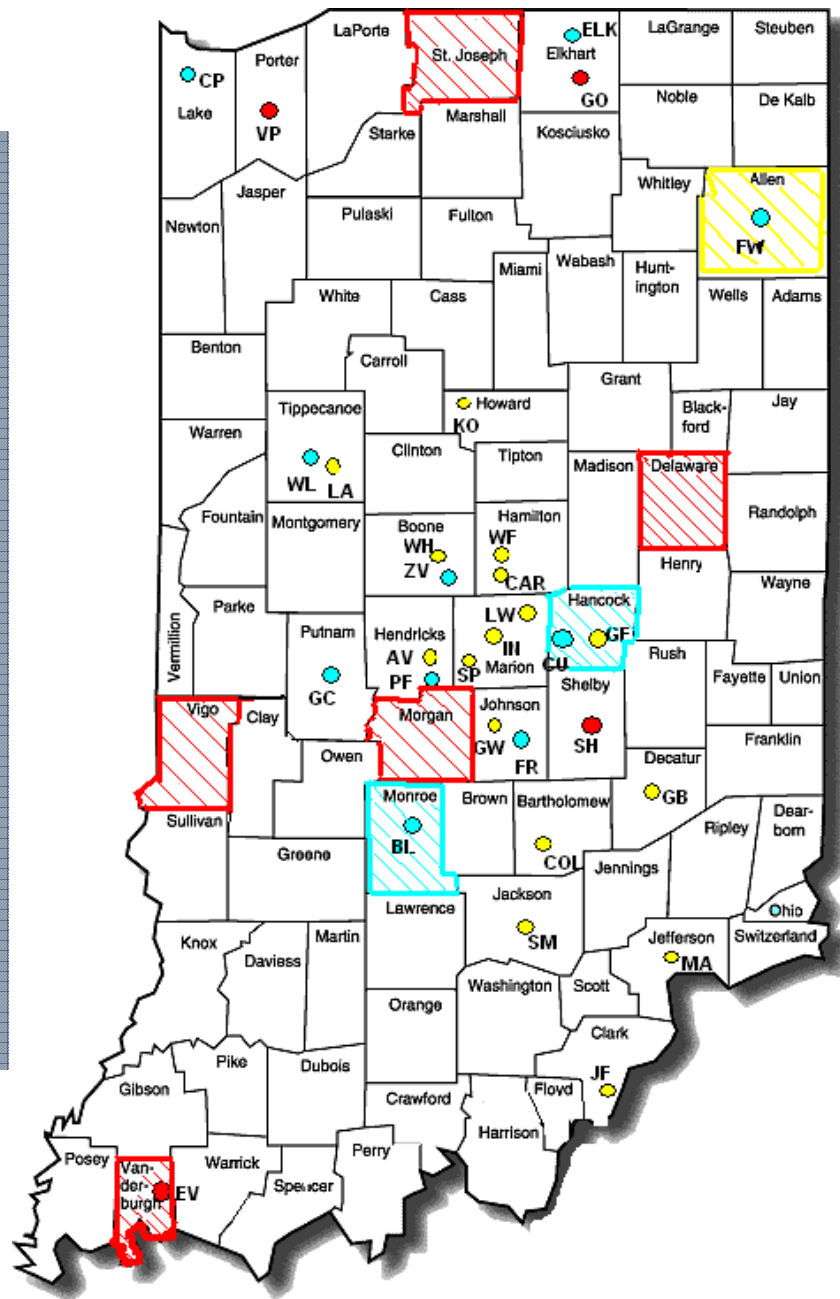 LaPorte
St. Joseph
ELK
Elkhart
GO
LaGrange
Steuben
CP
Lake
Porter
VP
Starke
Marshall
Kosciusko
Noble
De Kalb
Whitley
Allen
FW
Newton
Jasper
Pulaski
Fulton
Miami
Wabash
Hunt-
ington
Wells
Adams
White
Cass
Benton
Carroll
Grant
Black-
ford
Jay
Tippecanoe
WL
LA
KO
Howard
Warren
Clinton
Tipton
Madison
Delaware
Fountain
Montgomery
Boone
WH
ZV
Hamilton
WF
CAR
Randolph
Henry
Wayne
Vermillion
Parke
Putnam
GC
Hendricks
AV
PF
LW
IN
SP
Marion
Hancock
CU
GF
Rush
Fayette
Union
Vigo
Clay
Owen
Morgan
Johnson
GW
FR
Shelby
SH
Decatur
GB
Franklin
Sullivan
Greene
Monroe
BL
Brown
Bartholomew
COL
Jennings
Ripley
Dear-
born
Lawrence
Jackson
SM
Ohio
Jefferson
MA
Switzerland
Knox
Daviess
Martin
Orange
Washington
Scott
Clark
JF
Gibson
Pike
Dubois
Crawford
Floyd
Harrison
Posey
Van-
der-
burgh
EV
Warrick
Spencer
Perry